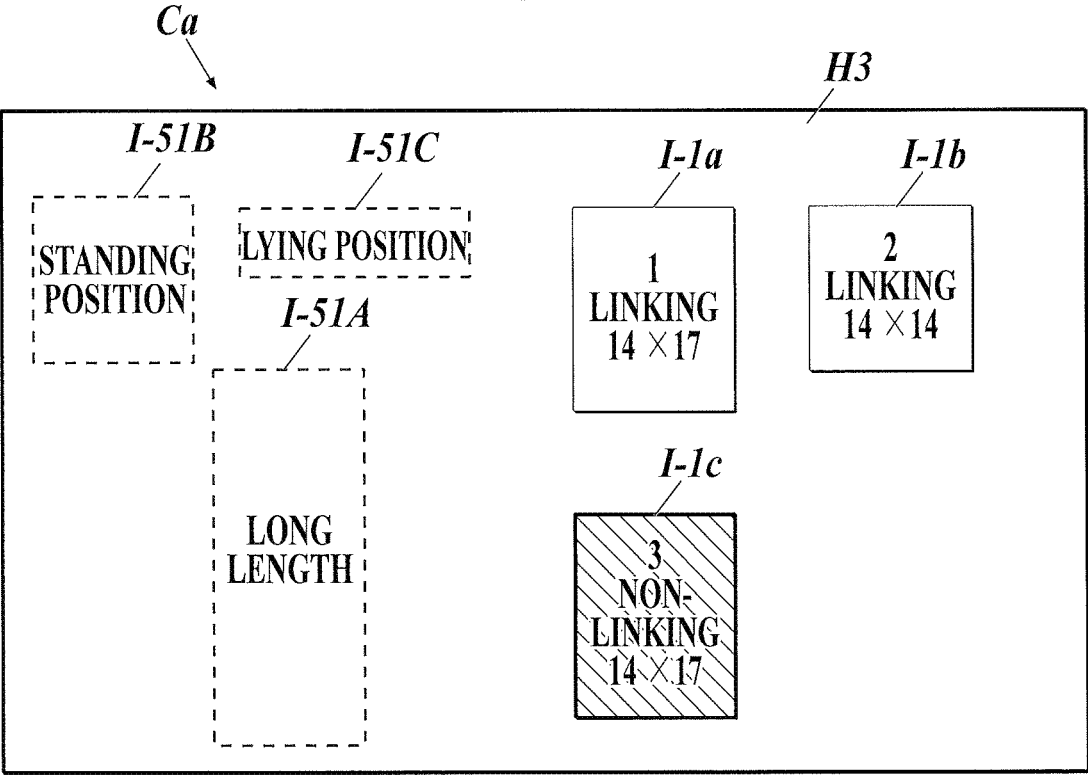 Ca
H3
I-51B
I-51C
I-1a
I-1b
STANDING
POSITION
LYING POSITION
1
LINKING
14 × 17
2
LINKING
14 × 14
I-51A
LONG
LENGTH
I-1c
3
NON-
LINKING
14 × 17